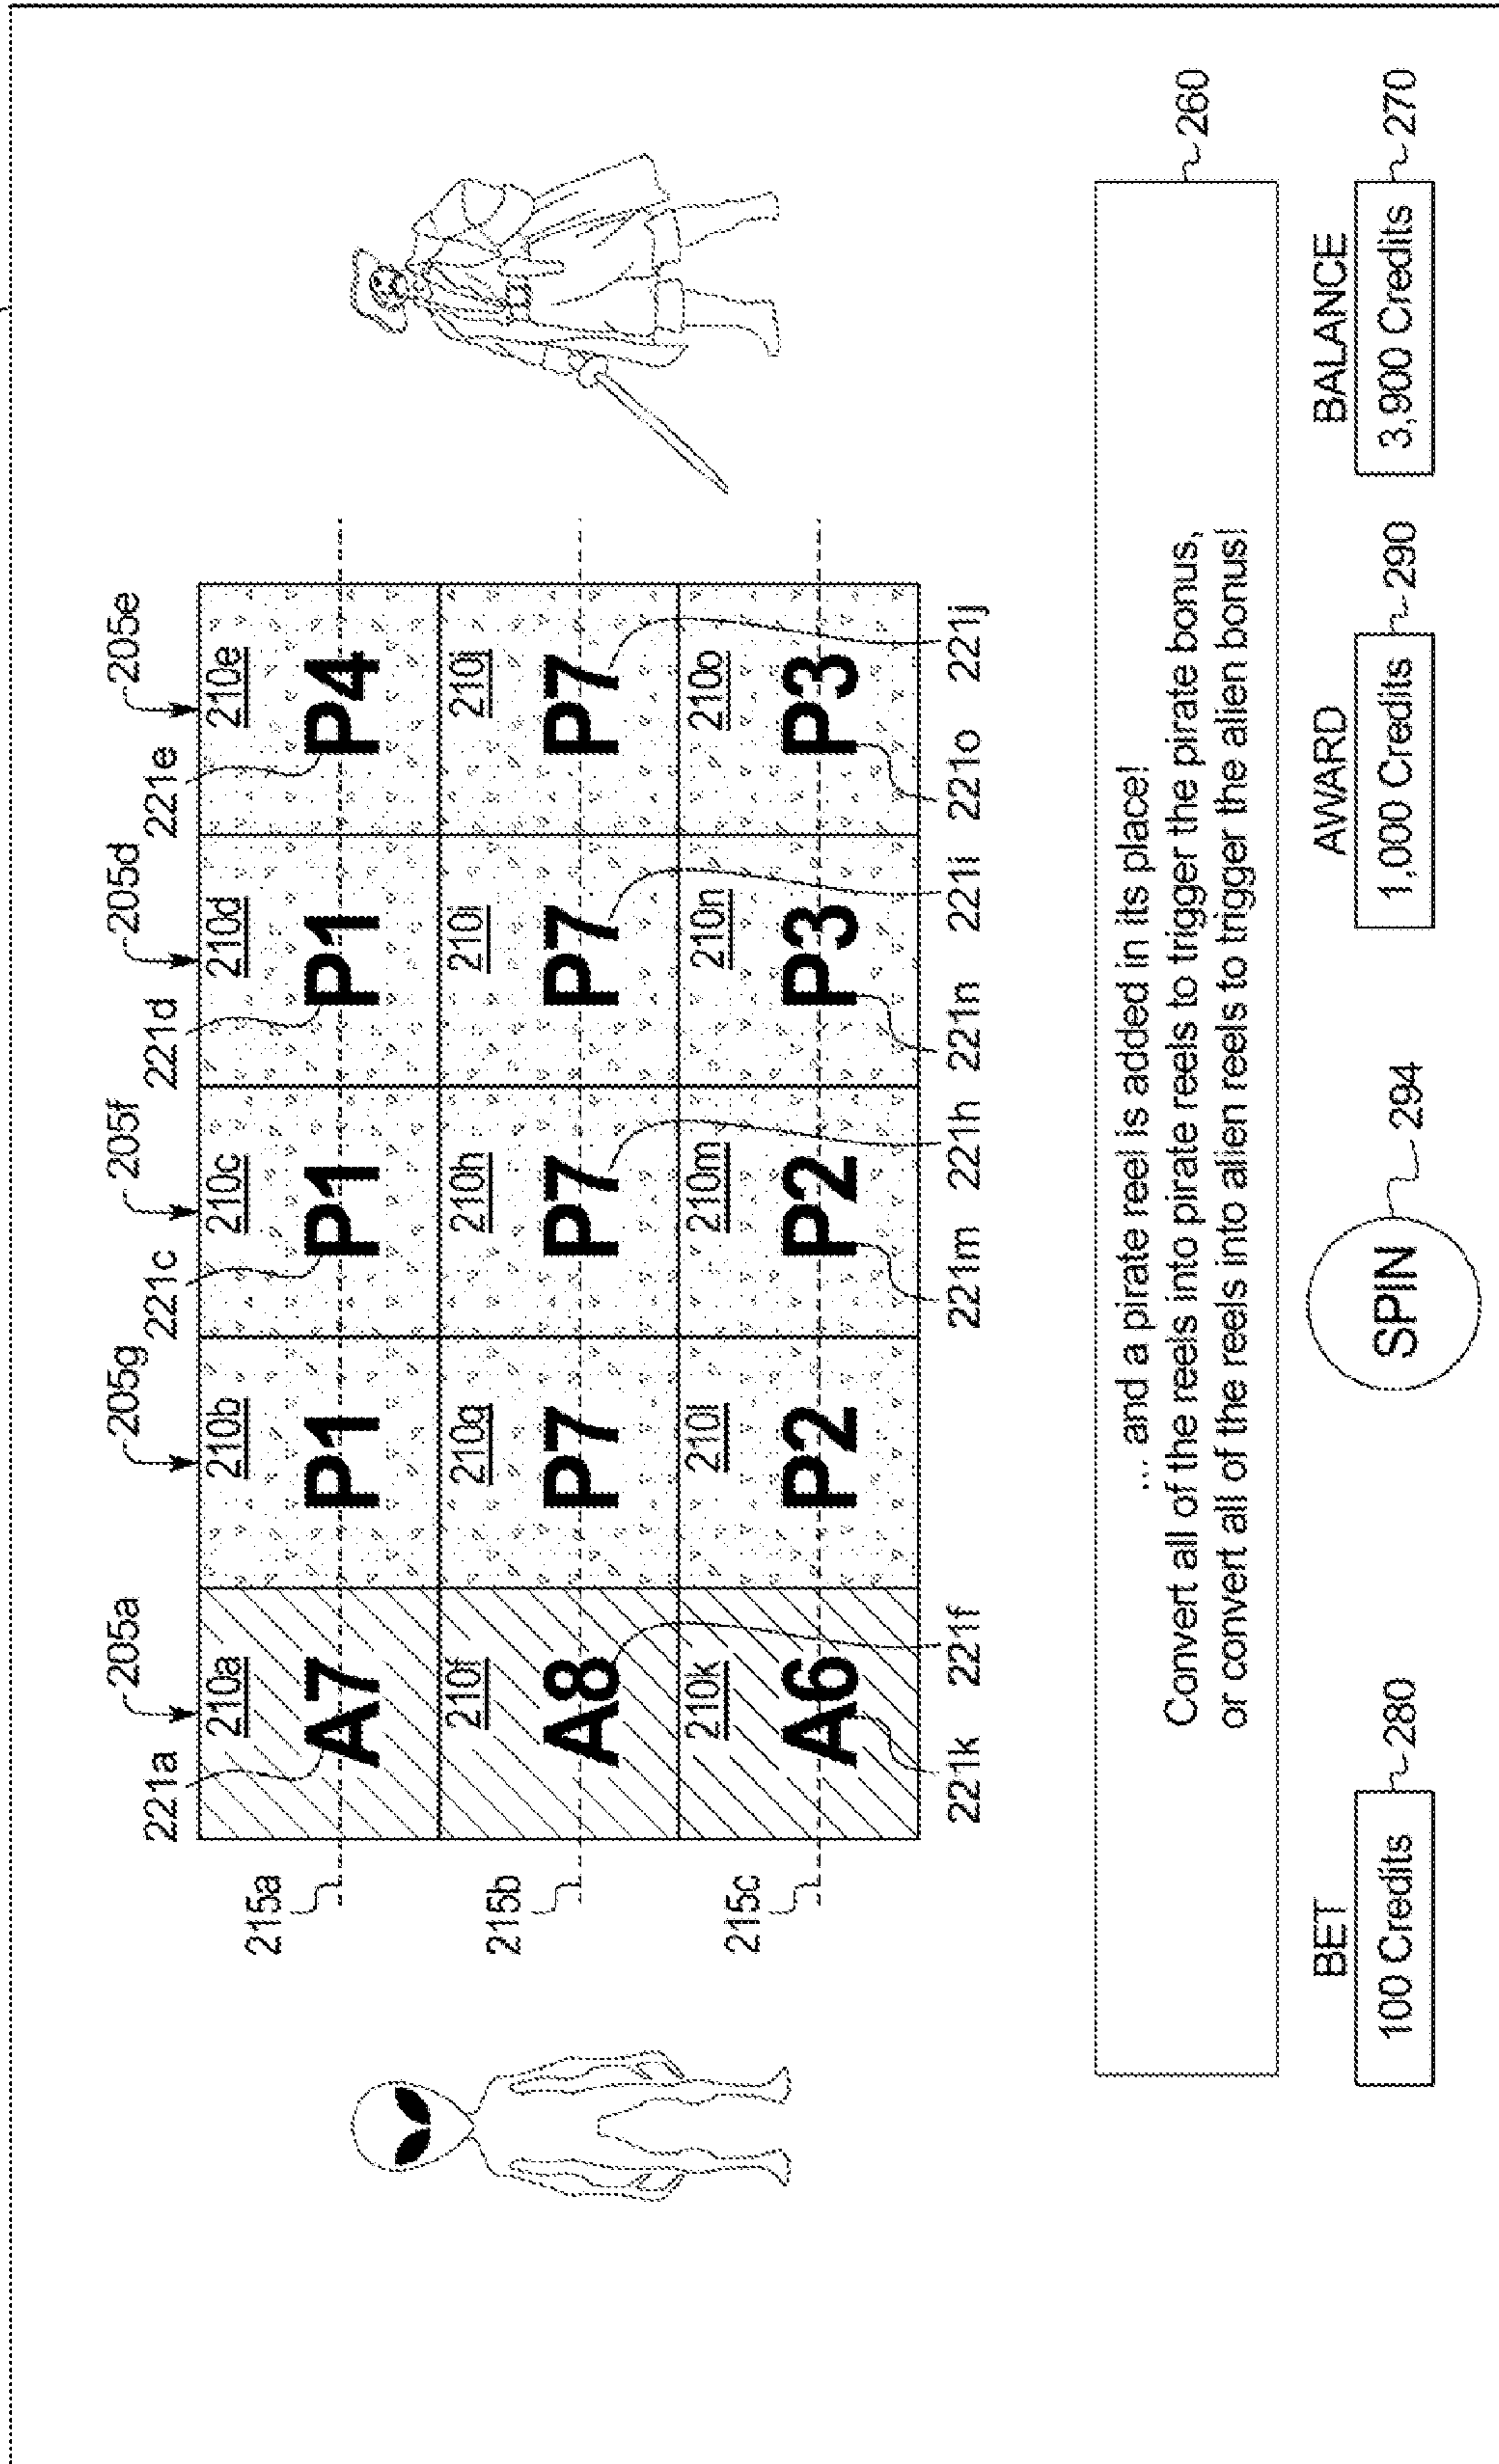 205a 205g 205f 205d 205e
221a 221c 221d 221e
210a 210b 210c 210d 210e
215a A7 P1 P1 P1 P4
210f 210g 210h 210i 210j
215b A8 P7 P7 P7 P7
210k 210l 210m 210n 210o
215c A6 P2 P2 P3 P3
221k 221f 221m 221h 221n 221i 221o 221j
... and a pirate reel is added in its place!
Convert all of the reels into pirate reels to trigger the pirate bonus,
or convert all of the reels into alien reels to trigger the alien bonus!
260
BET AWARD BALANCE
100 Credits 280 SPIN 294 1,000 Credits 290 3,900 Credits 270